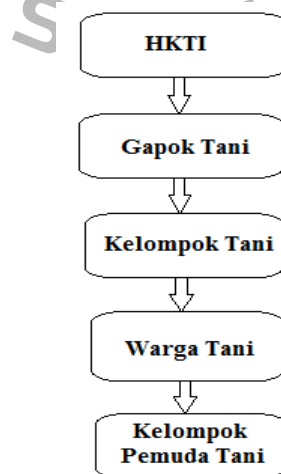 HKTI
Gapok Tani
Kelompok Tani
Warga Tani
Kelompok
Pemuda Tani